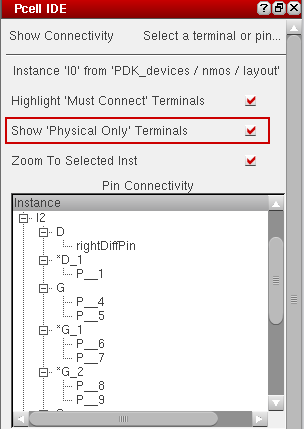 Pcell IDE
Show Connectivity Select a terminal or pin...
Instance 'I0' from 'PDK_devices / nmos / layout'
Highlight 'Must Connect' Terminals
Show 'Physical Only' Terminals
Zoom To Selected Inst
Pin Connectivity
Instance
I2
D
rightDiffPin
*D_1
P__1
G
P__4
P__5
*G_1
P__6
P__7
*G_2
P__8
P__9